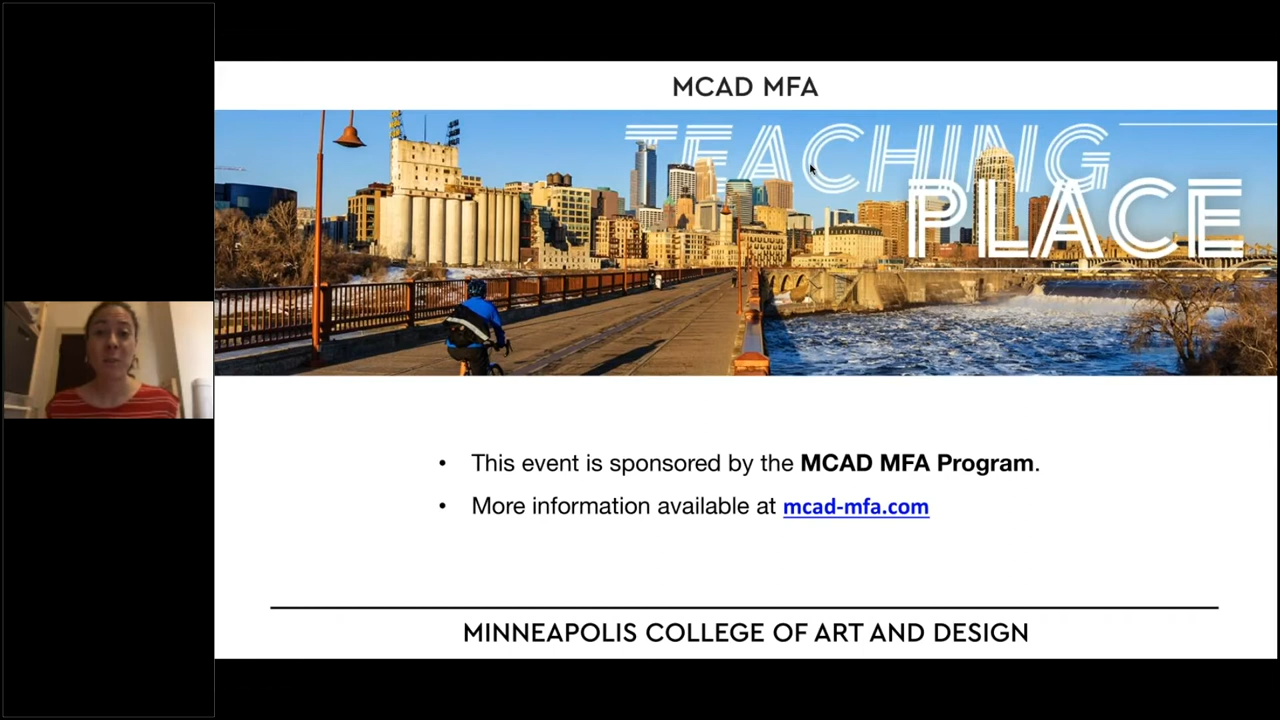 MCAD MFA
TEACHING
PLACE
• This event is sponsored by the MCAD MFA Program.
• More information available at mcad-mfa.com
MINNEAPOLIS COLLEGE OF ART AND DESIGN